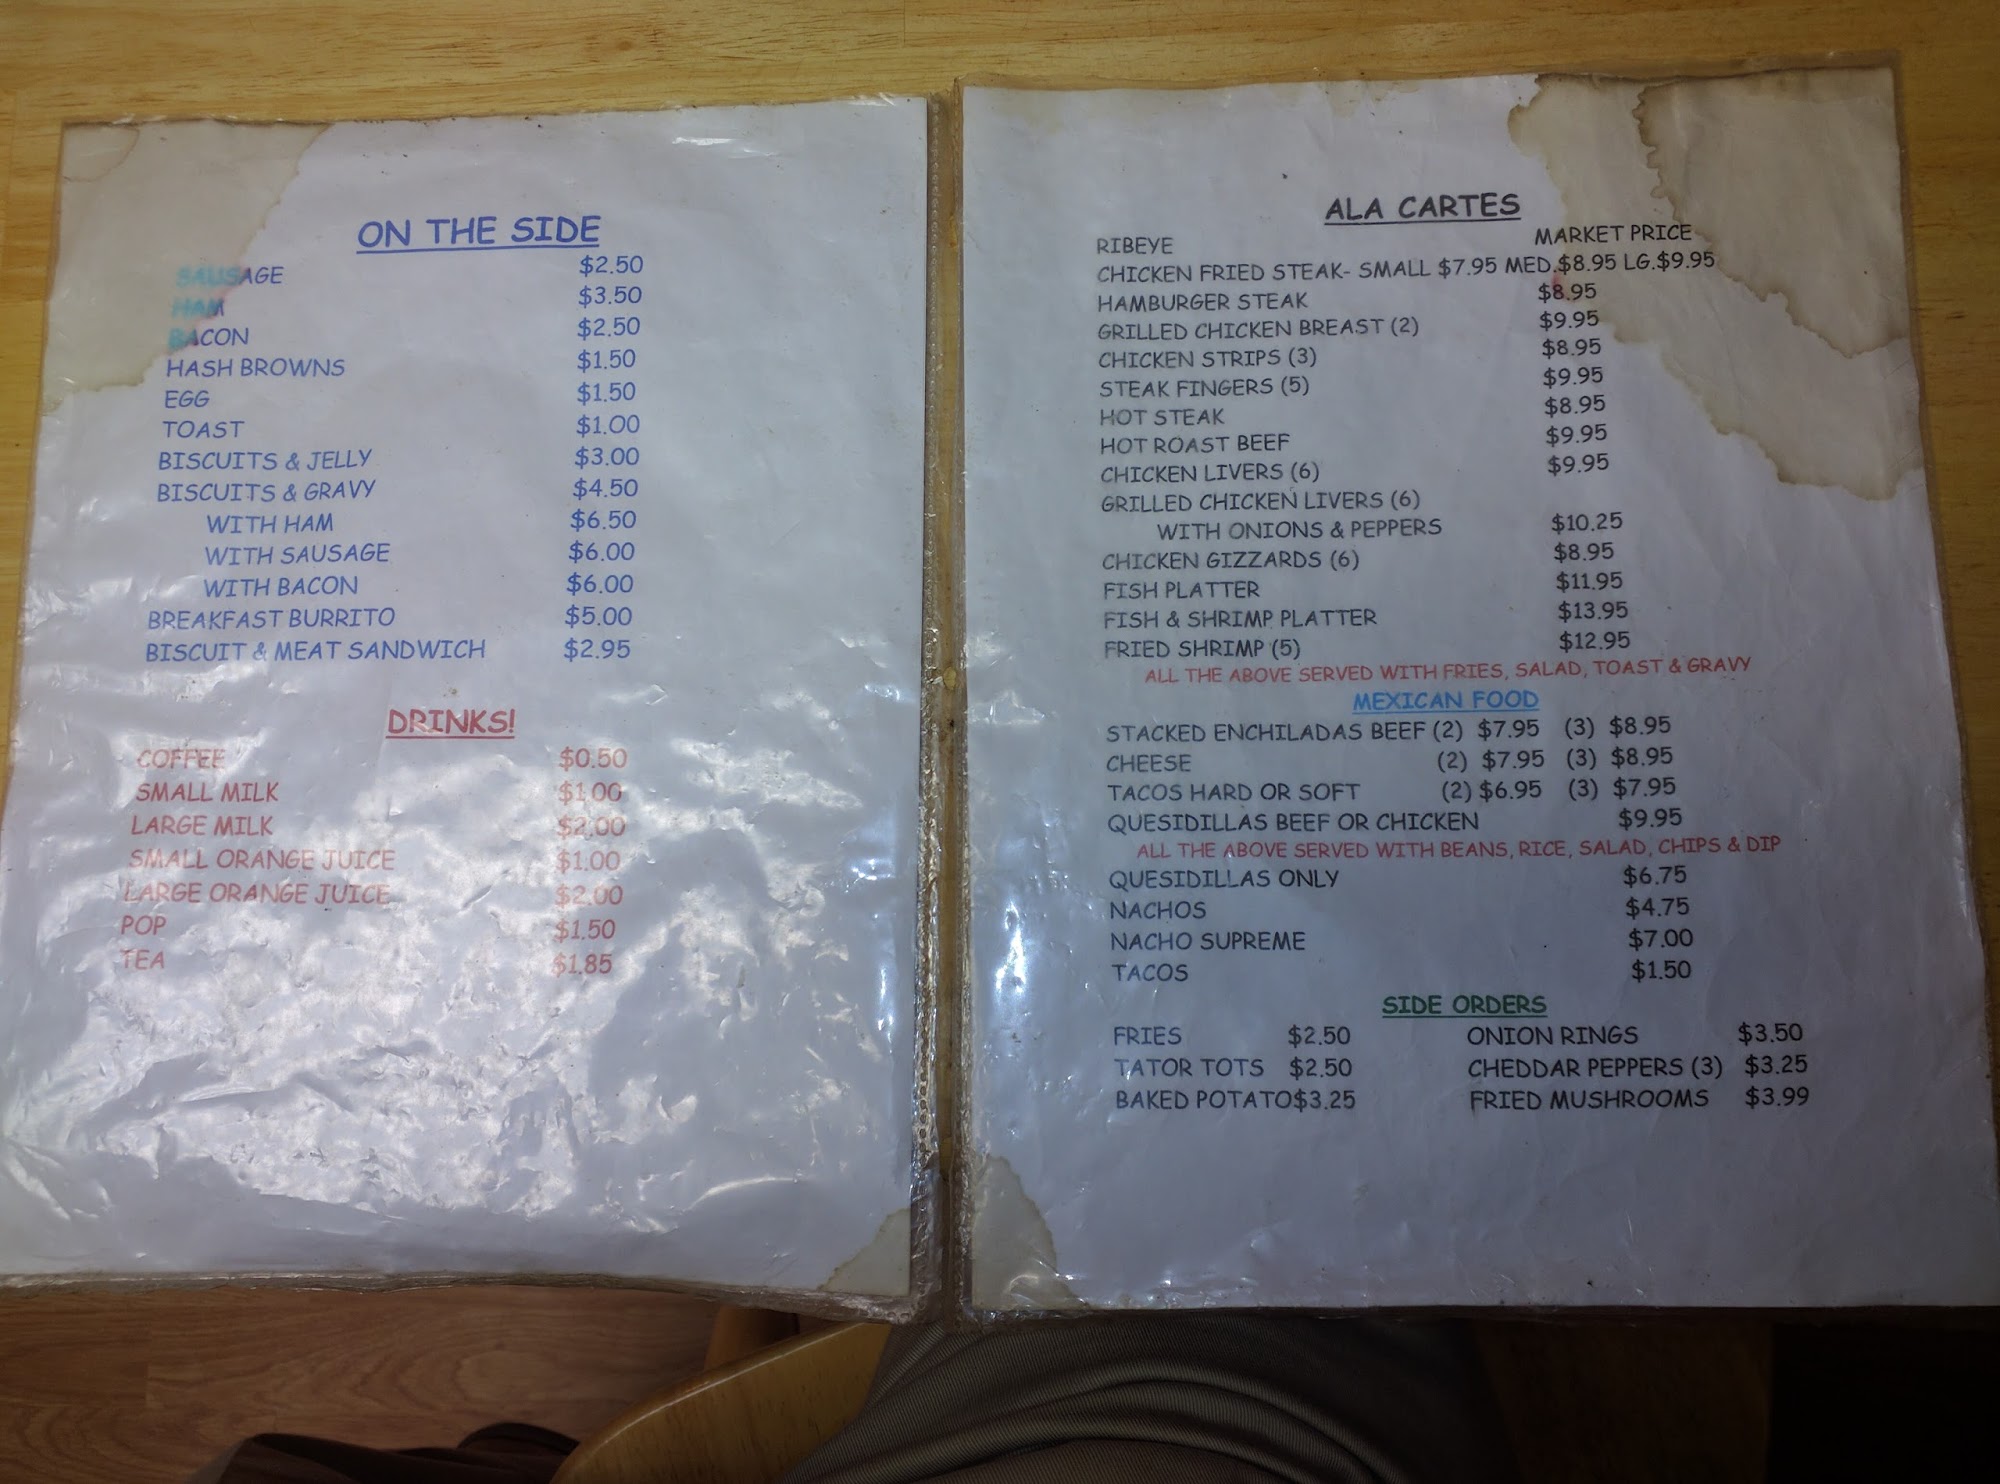 ON THE SIDE
SAUSAGE $2.50
HAM $3.50
BACON $2.50
HASH BROWNS $1.50
EGG $1.50
TOAST $1.00
BISCUITS & JELLY $3.00
BISCUITS & GRAVY $4.50
WITH HAM $6.50
WITH SAUSAGE $6.00
WITH BACON $6.00
BREAKFAST BURRITO $5.00
BISCUIT & MEAT SANDWICH $2.95
DRINKS!
COFFEE $0.50
SMALL MILK $1.00
LARGE MILK $2.00
SMALL ORANGE JUICE $1.00
LARGE ORANGE JUICE $2.00
POP $1.50
TEA $1.85
ALA CARTES
RIBEYE MARKET PRICE
CHICKEN FRIED STEAK- SMALL $7.95 MED.$8.95 LG.$9.95
HAMBURGER STEAK $8.95
GRILLED CHICKEN BREAST (2) $9.95
CHICKEN STRIPS (3) $8.95
STEAK FINGERS (5) $9.95
HOT STEAK $8.95
HOT ROAST BEEF $9.95
CHICKEN LIVERS (6) $9.95
GRILLED CHICKEN LIVERS (6)
WITH ONIONS & PEPPERS $10.25
CHICKEN GIZZARDS (6) $8.95
FISH PLATTER $11.95
FISH & SHRIMP PLATTER $13.95
FRIED SHRIMP (5) $12.95
ALL THE ABOVE SERVED WITH FRIES, SALAD, TOAST & GRAVY
MEXICAN FOOD
STACKED ENCHILADAS BEEF (2) $7.95 (3) $8.95
CHEESE (2) $7.95 (3) $8.95
TACOS HARD OR SOFT (2) $6.95 (3) $7.95
QUESIDILLAS BEEF OR CHICKEN $9.95
ALL THE ABOVE SERVED WITH BEANS, RICE, SALAD, CHIPS & DIP
QUESIDILLAS ONLY $6.75
NACHOS $4.75
NACHO SUPREME $7.00
TACOS $1.50
SIDE ORDERS
FRIES $2.50 ONION RINGS $3.50
TATOR TOTS $2.50 CHEDDAR PEPPERS (3) $3.25
BAKED POTATO $3.25 FRIED MUSHROOMS $3.99